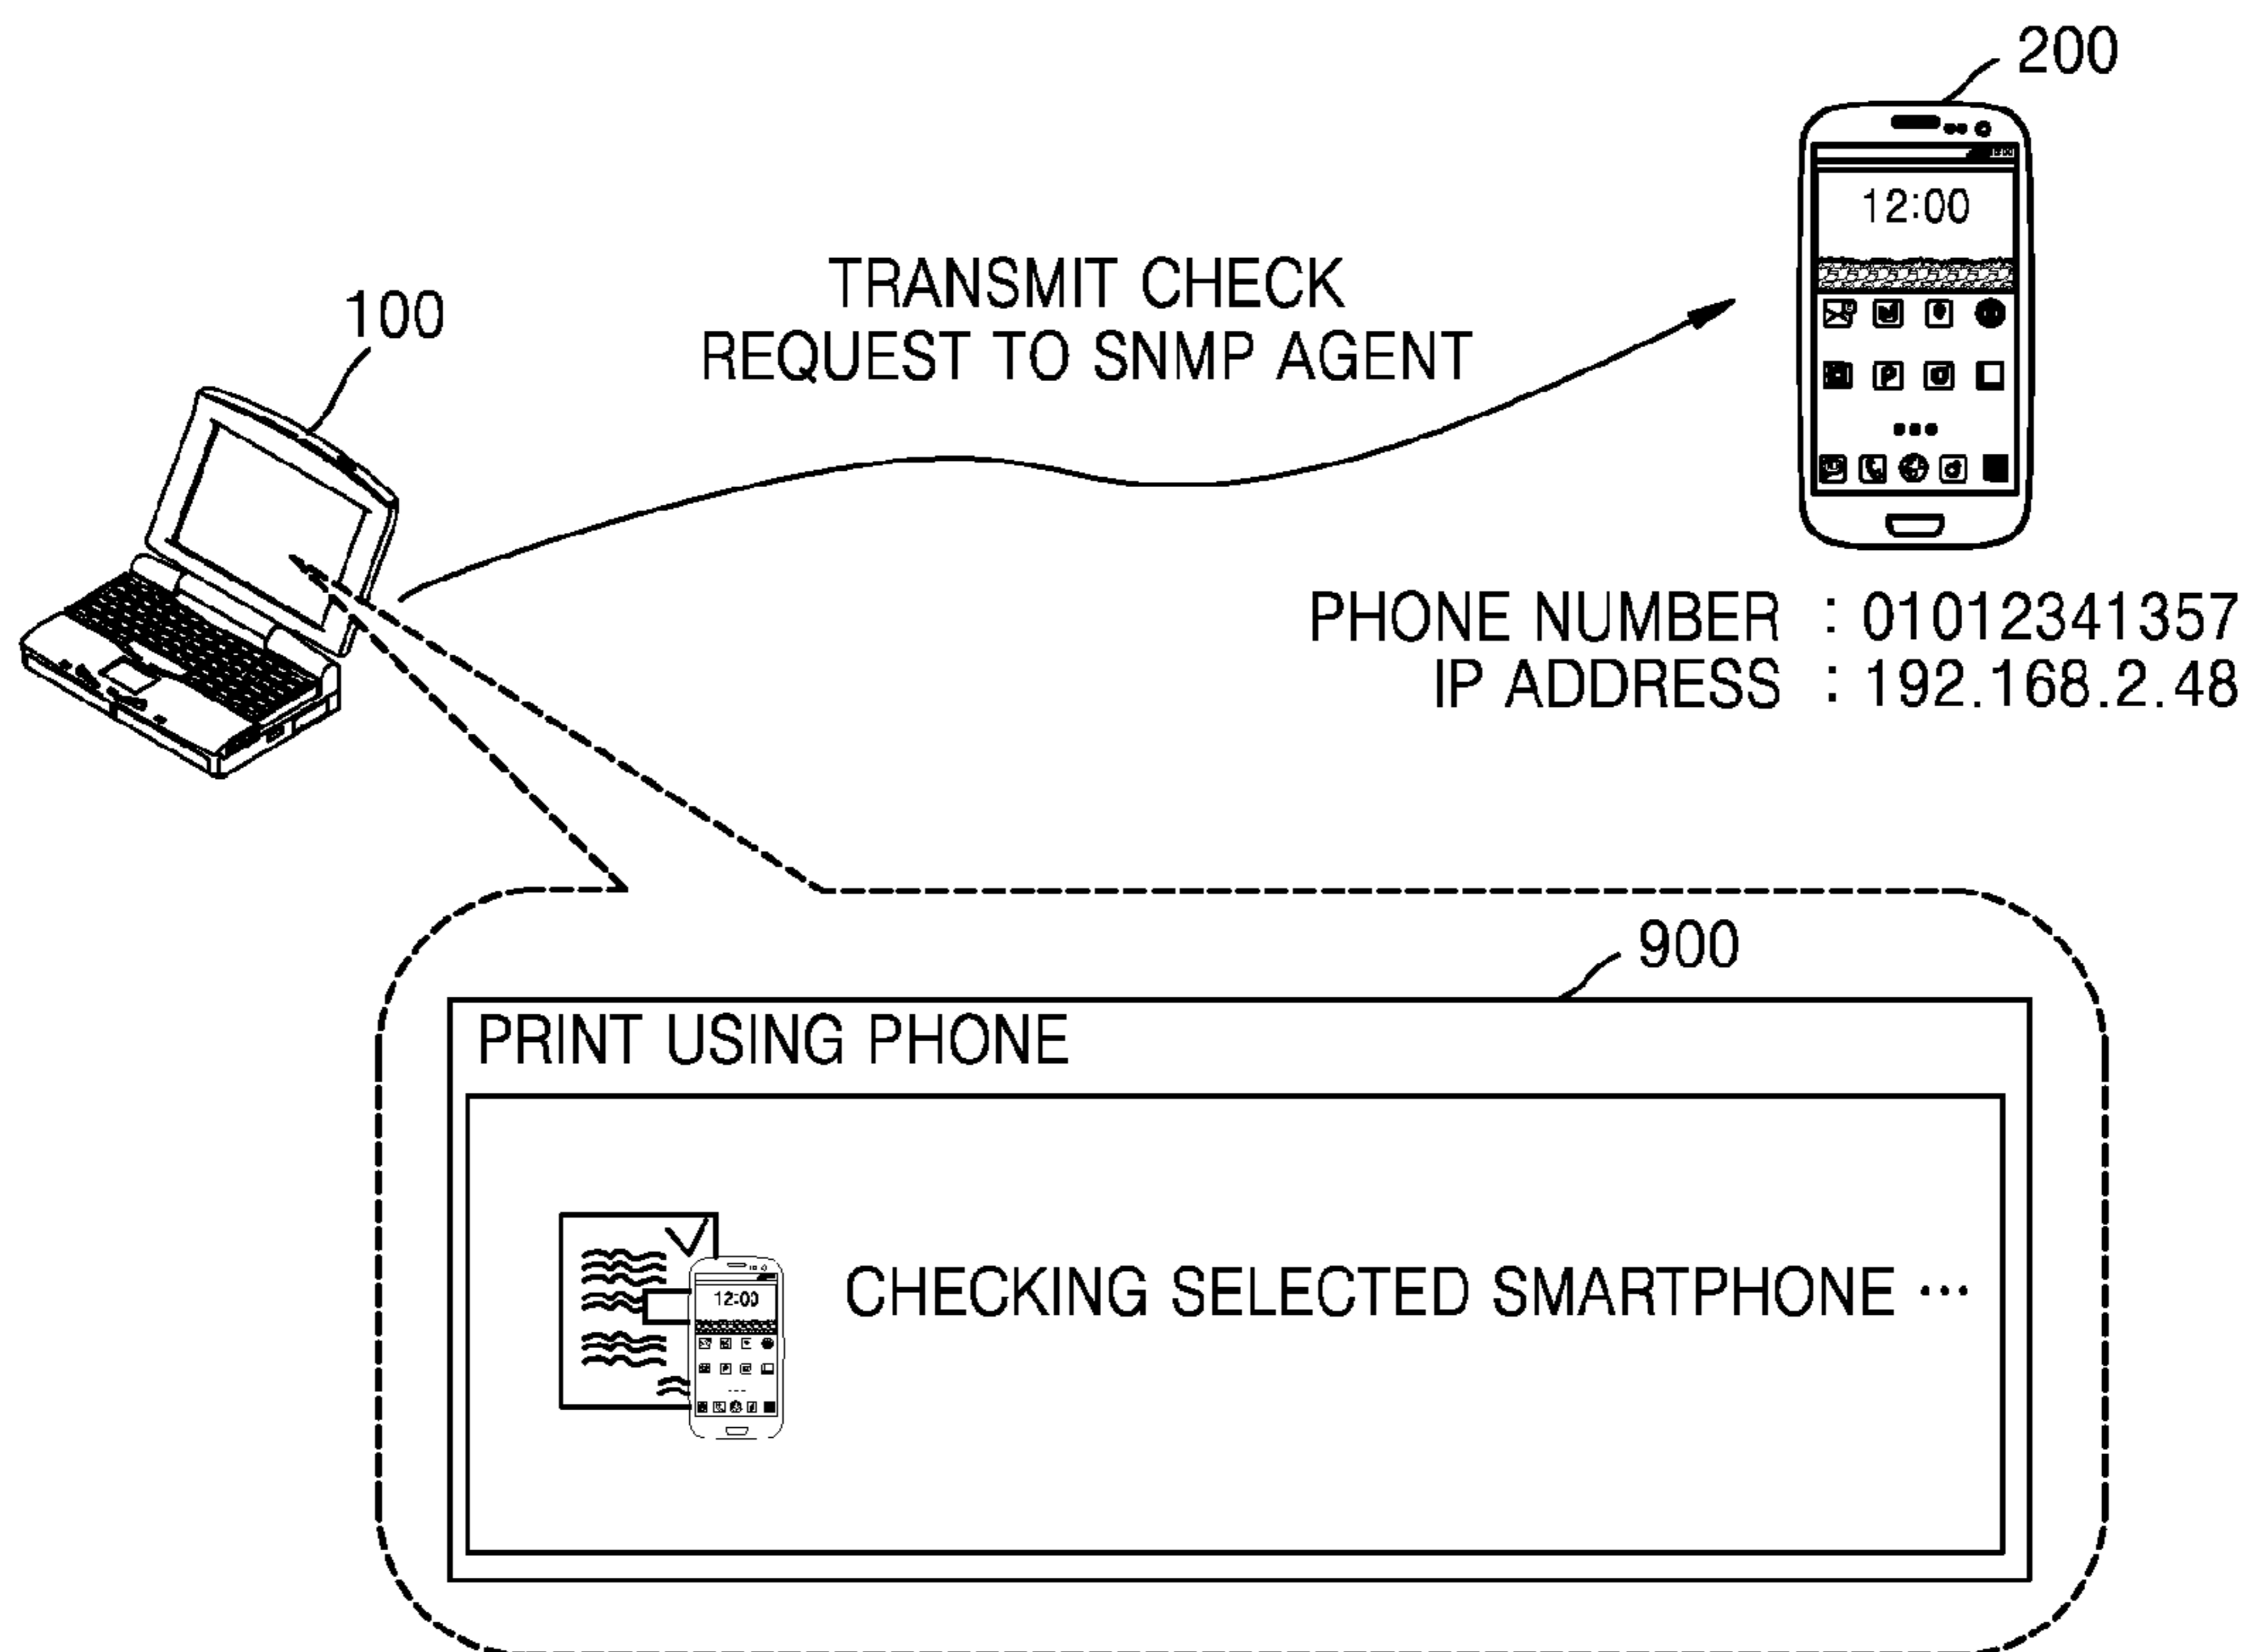 200
12:00
TRANSMIT CHECK
REQUEST TO SNMP AGENT
100
PHONE NUMBER : 01012341357
IP ADDRESS : 192.168.2.48
900
PRINT USING PHONE
12:00
CHECKING SELECTED SMARTPHONE ···